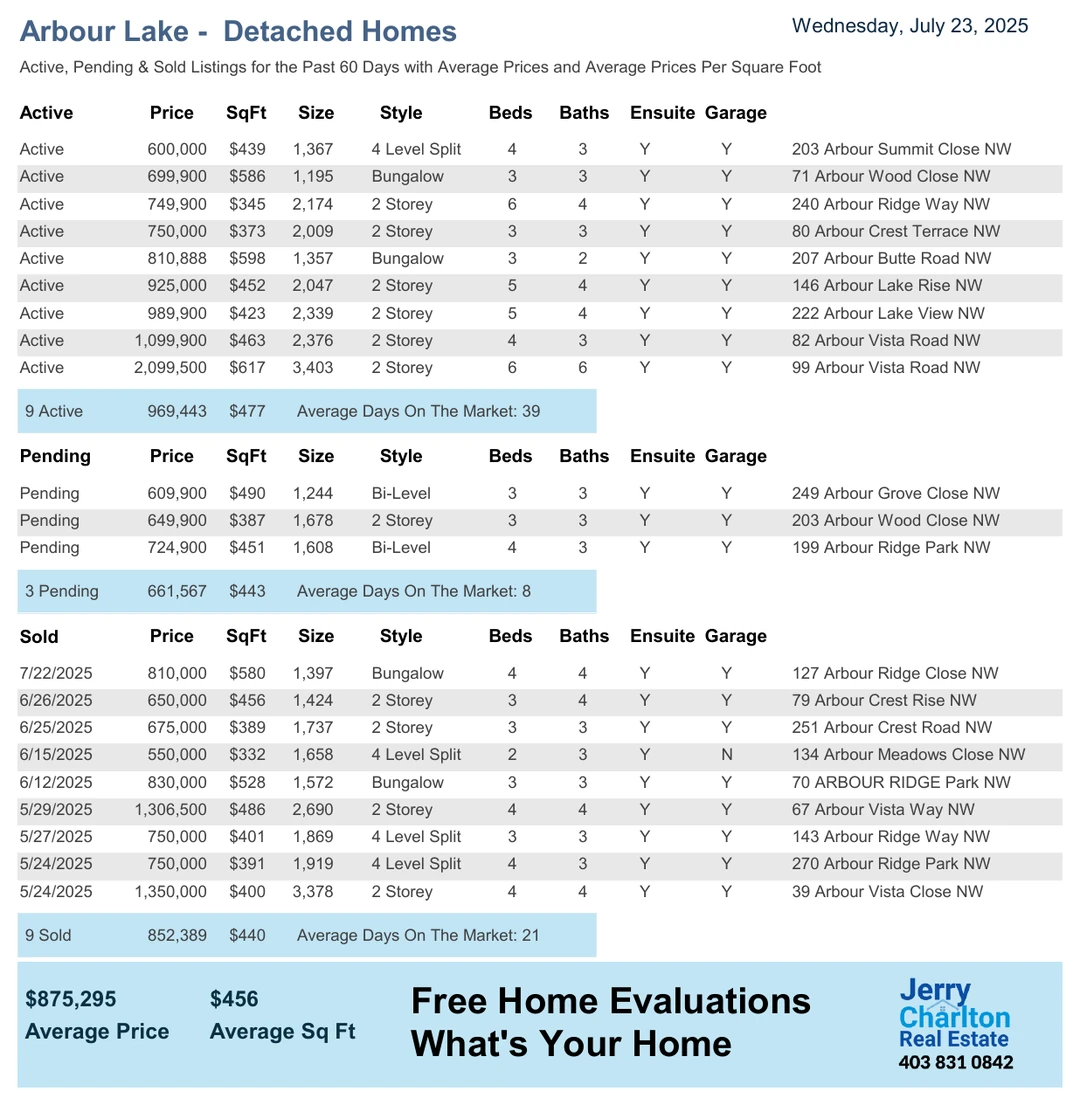 Arbour Lake - Detached Homes
Wednesday, July 23, 2025
Active, Pending & Sold Listings for the Past 60 Days with Average Prices and Average Prices Per Square Foot
Active Price SqFt Size Style Beds Baths Ensuite Garage
Active 600,000 $439 1,367 4 Level Split 4 3 Y Y 203 Arbour Summit Close NW
Active 699,900 $586 1,195 Bungalow 3 3 Y Y 71 Arbour Wood Close NW
Active 749,900 $345 2,174 2 Storey 6 4 Y Y 240 Arbour Ridge Way NW
Active 750,000 $373 2,009 2 Storey 3 3 Y Y 80 Arbour Crest Terrace NW
Active 810,888 $598 1,357 Bungalow 3 2 Y Y 207 Arbour Butte Road NW
Active 925,000 $452 2,047 2 Storey 5 4 Y Y 146 Arbour Lake Rise NW
Active 989,900 $423 2,339 2 Storey 5 4 Y Y 222 Arbour Lake View NW
Active 1,099,900 $463 2,376 2 Storey 4 3 Y Y 82 Arbour Vista Road NW
Active 2,099,500 $617 3,403 2 Storey 6 6 Y Y 99 Arbour Vista Road NW
9 Active 969,443 $477 Average Days On The Market: 39
Pending Price SqFt Size Style Beds Baths Ensuite Garage
Pending 609,900 $490 1,244 Bi-Level 3 3 Y Y 249 Arbour Grove Close NW
Pending 649,900 $387 1,678 2 Storey 3 3 Y Y 203 Arbour Wood Close NW
Pending 724,900 $451 1,608 Bi-Level 4 3 Y Y 199 Arbour Ridge Park NW
3 Pending 661,567 $443 Average Days On The Market: 8
Sold Price SqFt Size Style Beds Baths Ensuite Garage
7/22/2025 810,000 $580 1,397 Bungalow 4 4 Y Y 127 Arbour Ridge Close NW
6/26/2025 650,000 $456 1,424 2 Storey 3 4 Y Y 79 Arbour Crest Rise NW
6/25/2025 675,000 $389 1,737 2 Storey 3 3 Y Y 251 Arbour Crest Road NW
6/15/2025 550,000 $332 1,658 4 Level Split 2 3 Y N 134 Arbour Meadows Close NW
6/12/2025 830,000 $528 1,572 Bungalow 3 3 Y Y 70 ARBOUR RIDGE Park NW
5/29/2025 1,306,500 $486 2,690 2 Storey 4 4 Y Y 67 Arbour Vista Way NW
5/27/2025 750,000 $401 1,869 4 Level Split 3 3 Y Y 143 Arbour Ridge Way NW
5/24/2025 750,000 $391 1,919 4 Level Split 4 3 Y Y 270 Arbour Ridge Park NW
5/24/2025 1,350,000 $400 3,378 2 Storey 4 4 Y Y 39 Arbour Vista Close NW
9 Sold 852,389 $440 Average Days On The Market: 21
$875,295 $456
Average Price Average Sq Ft
Free Home Evaluations
What's Your Home
Jerry
Charlton
Real Estate
403 831 0842